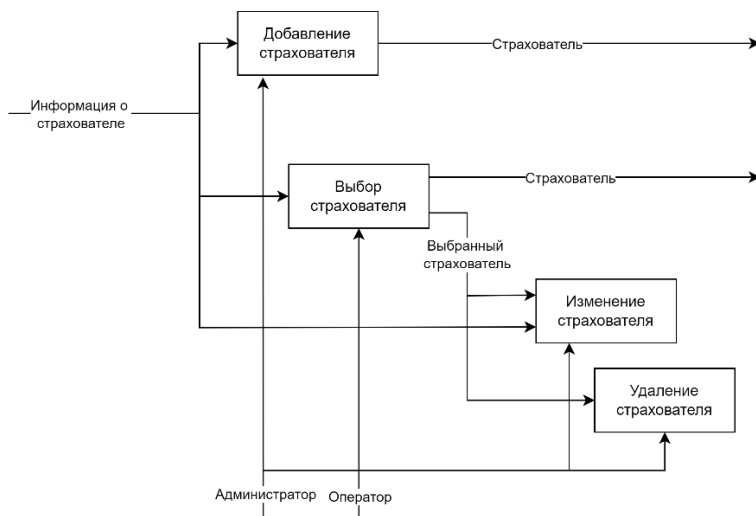 Добавление
страхователя
Страхователь
Информация о
страхователе
Выбор
страхователя
Страхователь
Выбранный
страхователь
Изменение
страхователя
Удаление
страхователя
Администратор
Оператор